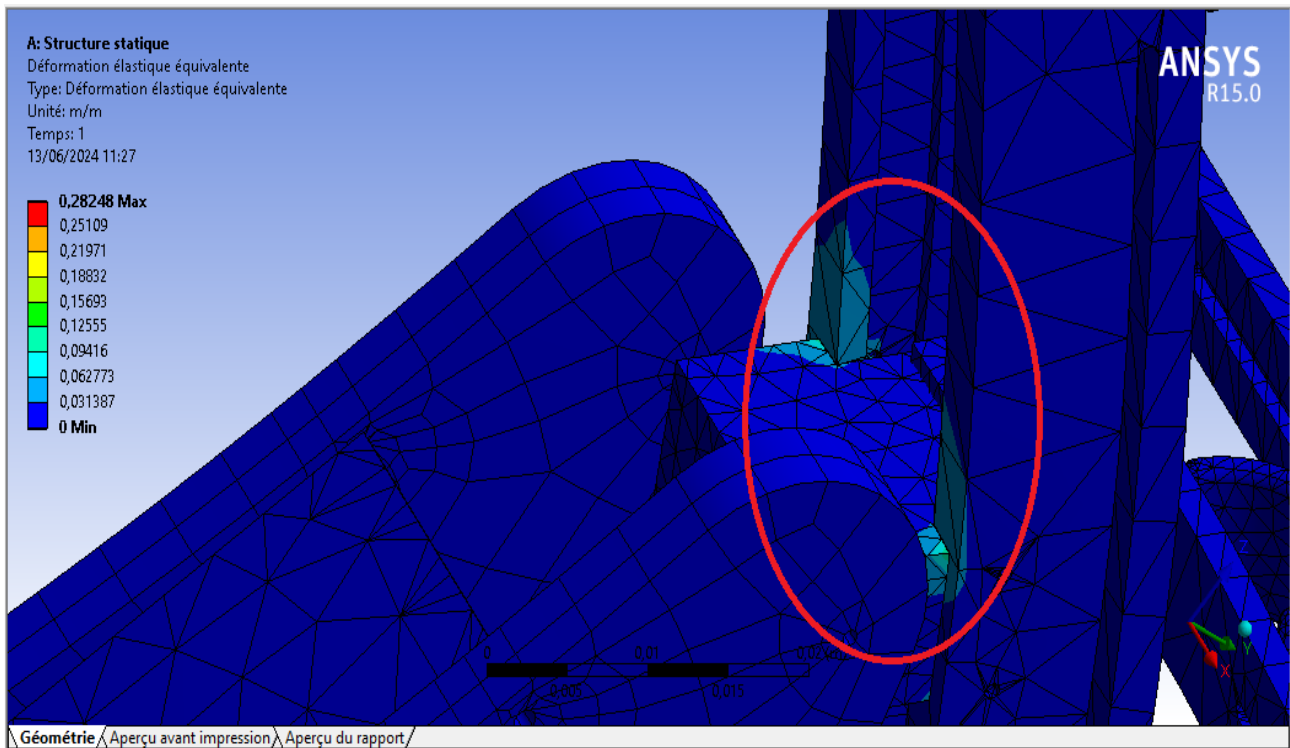 A: Structure statique
Déformation élastique équivalente
Type: Déformation élastique équivalente
Unité: m/m
Temps: 1
13/06/2024 11:27
ANSYS
R15.0
0,28248 Max
0,25109
0,21971
0,18832
0,15693
0,12555
0,09416
0,062773
0,031387
0 Min
0
0,01
0,005
0,015
Z
Y
X
Géométrie
Aperçu avant impression
Aperçu du rapport